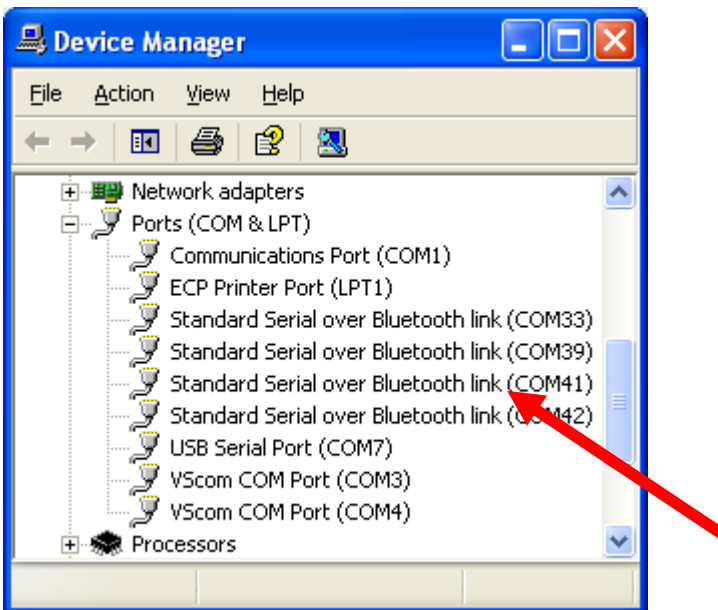 Device Manager
File Action View Help
Network adapters
Ports (COM & LPT)
Communications Port (COM1)
ECP Printer Port (LPT1)
Standard Serial over Bluetooth link (COM33)
Standard Serial over Bluetooth link (COM39)
Standard Serial over Bluetooth link (COM41)
Standard Serial over Bluetooth link (COM42)
USB Serial Port (COM7)
VScom COM Port (COM3)
VScom COM Port (COM4)
Processors